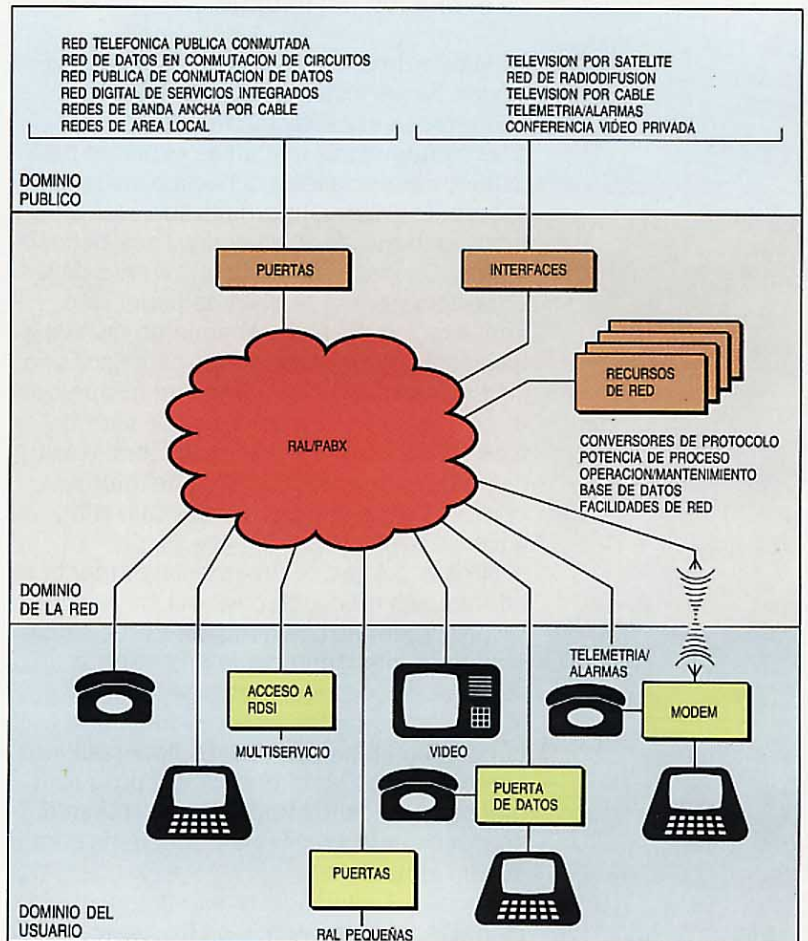 RED TELEFONICA PUBLICA CONMUTADA
RED DE DATOS EN CONMUTACION DE CIRCUITOS
RED PUBLICA DE CONMUTACION DE DATOS
RED DIGITAL DE SERVICIOS INTEGRADOS
REDES DE BANDA ANCHA POR CABLE
REDES DE AREA LOCAL
TELEVISION POR SATELITE
RED DE RADIODIFUSION
TELEVISION POR CABLE
TELEMETRIA/ALARMAS
CONFERENCIA VIDEO PRIVADA
DOMINIO
PUBLICO
PUERTAS
INTERFACES
RECURSOS
DE RED
RAL/PABX
CONVERSORES DE PROTOCOLO
POTENCIA DE PROCESO
OPERACION/MANTENIMIENTO
BASE DE DATOS
FACILIDADES DE RED
DOMINIO
DE LA RED
TELEMETRIA/
ALARMAS
ACCESO A
RDSI
MODEM
MULTISERVICIO
VIDEO
PUERTA
DE DATOS
PUERTAS
DOMINIO DEL
USUARIO
RAL PEQUEÑAS